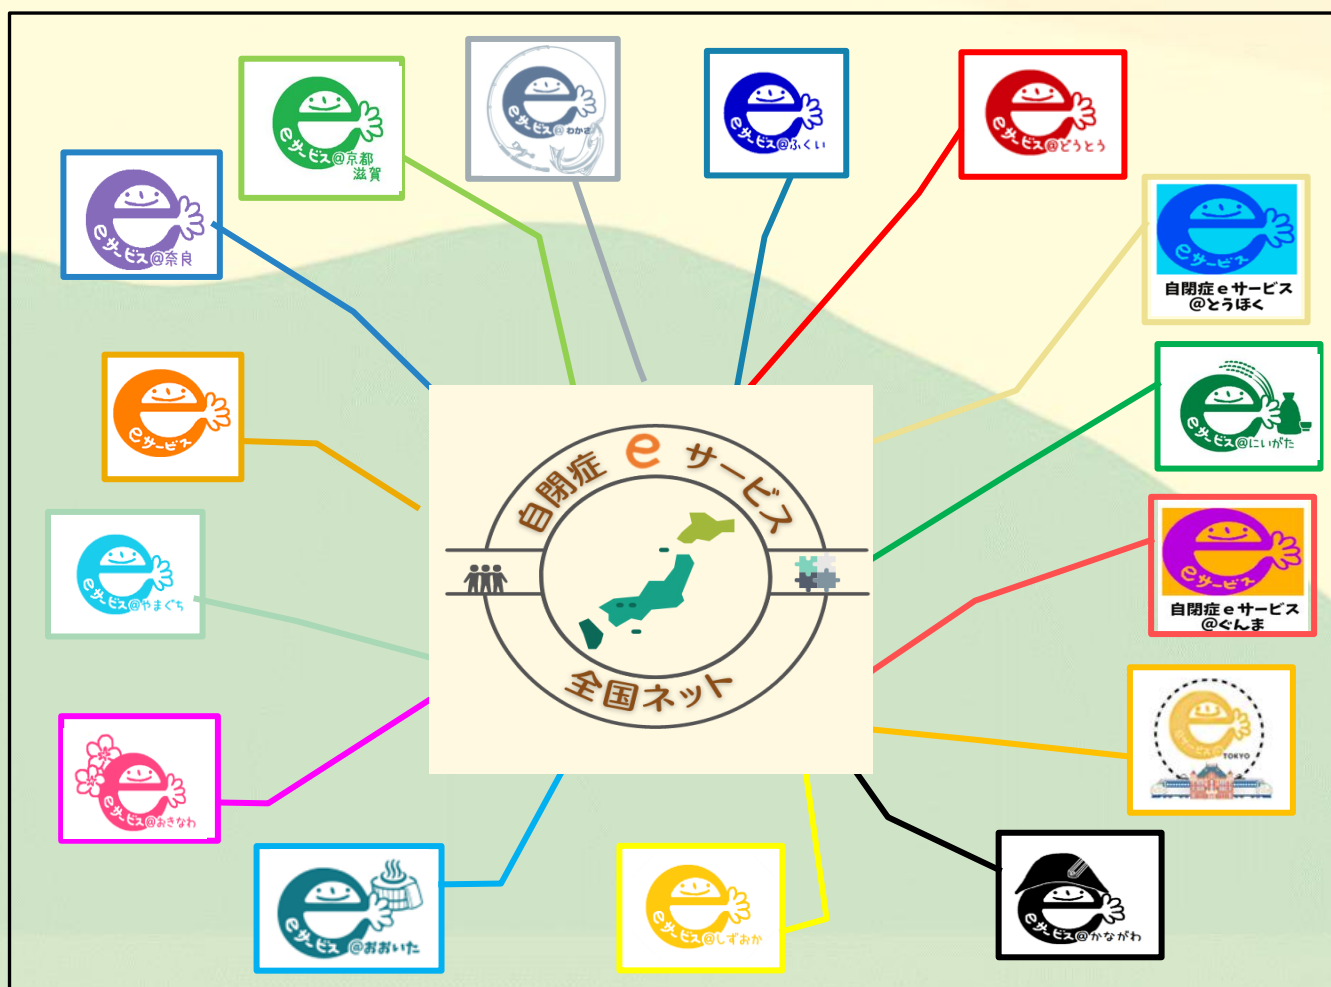 eサービス@京都
滋賀
eサービス@わかさ
eサービス@ふくい
eサービス@どうとう
eサービス@奈良
eサービス
自閉症eサービス
@とうほく
eサービス@にいがた
eサービス
自閉症 e サービス
全国ネット
eサービス@やまぐち
eサービス
自閉症eサービス
@ぐんま
eサービス@
TOKYO
eサービス@おきなわ
eサービス@おおいた
eサービス@しずおか
eサービス@かながわ